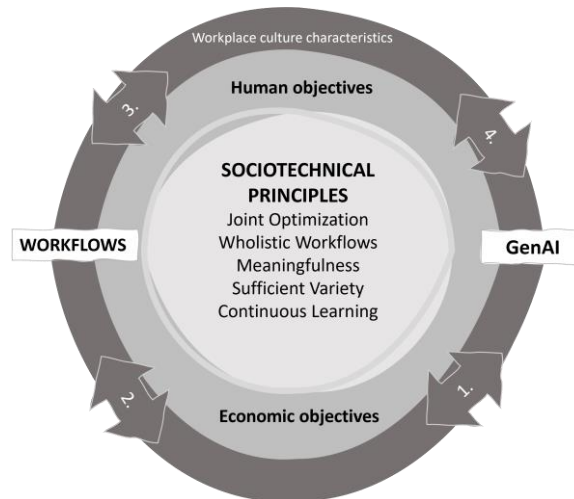 Workplace culture characteristics
Human objectives
3.
4.
SOCIOTECHNICAL
PRINCIPLES
Joint Optimization
Wholistic Workflows
Meaningfulness
Sufficient Variety
Continuous Learning
WORKFLOWS
GenAI
2.
1.
Economic objectives